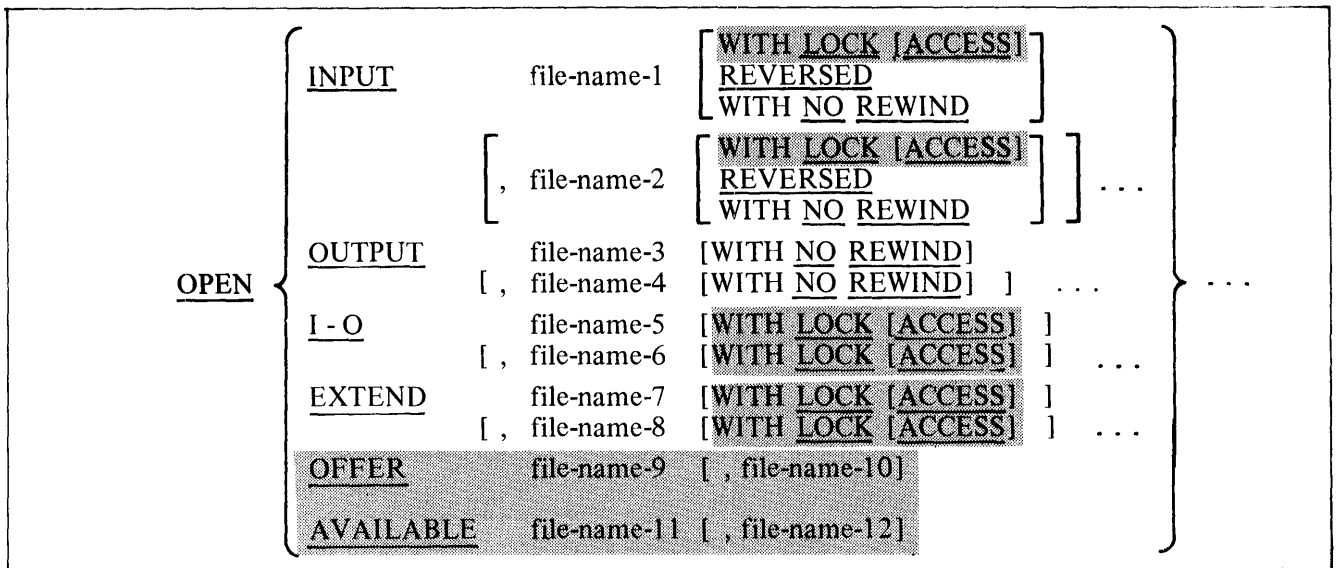 [WITH LOCK [ACCESS]]
INPUT file-name-1 [REVERSED]
[WITH NO REWIND]
[WITH LOCK [ACCESS]]
[, file-name-2 [REVERSED] ] ...
[WITH NO REWIND]
OUTPUT file-name-3 [WITH NO REWIND]
OPEN { [ , file-name-4 [WITH NO REWIND] ] ... } ...
I-O file-name-5 [WITH LOCK [ACCESS] ]
[ , file-name-6 [WITH LOCK [ACCESS] ] ...
EXTEND file-name-7 [WITH LOCK [ACCESS] ]
[ , file-name-8 [WITH LOCK [ACCESS] ] ...
OFFER file-name-9 [ , file-name-10]
AVAILABLE file-name-11 [ , file-name-12]